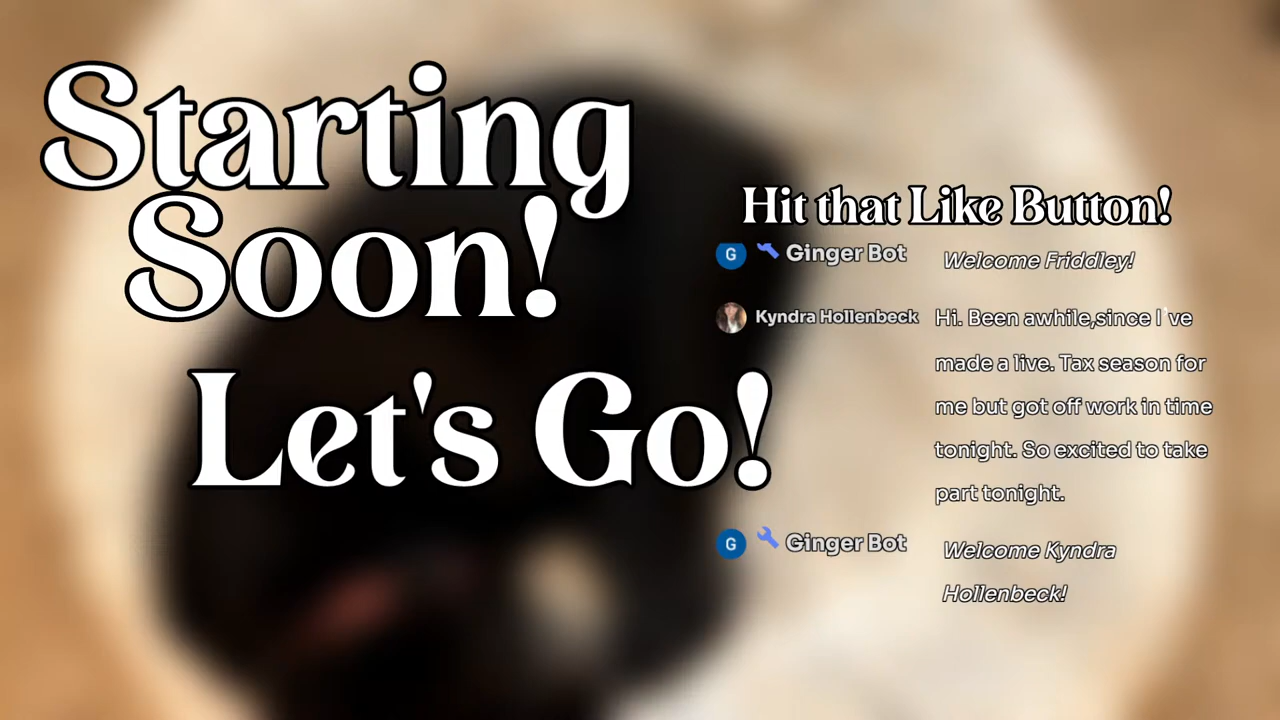 Starting
Soon!
Let's Go!
Hit that Like Button!
G Ginger Bot Welcome Friddley!
Kyndra Hollenbeck Hi. Been awhile,since I've
made a live. Tax season for
me but got off work in time
tonight. So excited to take
part tonight.
G Ginger Bot Welcome Kyndra
Hollenbeck!